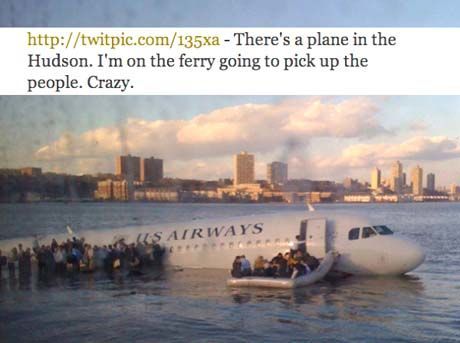 http://twitpic.com/135xa - There's a plane in the
Hudson. I'm on the ferry going to pick up the
people. Crazy.
US AIRWAYS